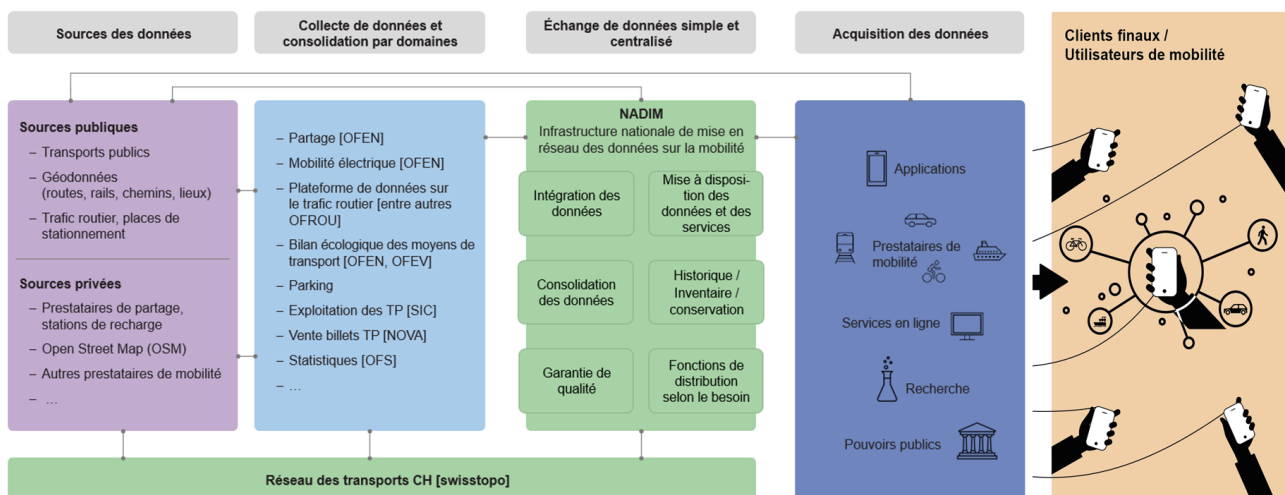 Sources des données
Collecte de données et
consolidation par domaines
Échange de données simple et
centralisé
Acquisition des données
Clients finaux /
Utilisateurs de mobilité
Sources publiques
– Transports publics
– Géodonnées
(routes, rails, chemins, lieux)
– Trafic routier, places de
stationnement
Sources privées
– Prestataires de partage,
stations de recharge
– Open Street Map (OSM)
– Autres prestataires de mobilité
– ...
– Partage [OFEN]
– Mobilité électrique [OFEN]
– Plateforme de données sur
le trafic routier [entre autres
OFROU]
– Bilan écologique des moyens de
transport [OFEN, OFEV]
– Parking
– Exploitation des TP [SIC]
– Vente billets TP [NOVA]
– Statistiques [OFS]
– ...
NADIM
Infrastructure nationale de mise en
réseau des données sur la mobilité
Intégration des
données
Mise à disposi-
tion des
données et des
services
Consolidation
des données
Historique /
Inventaire /
conservation
Garantie de
qualité
Fonctions de
distribution
selon le besoin
Applications
Prestataires de
mobilité
Services en ligne
Recherche
Pouvoirs publics
Réseau des transports CH [swisstopo]